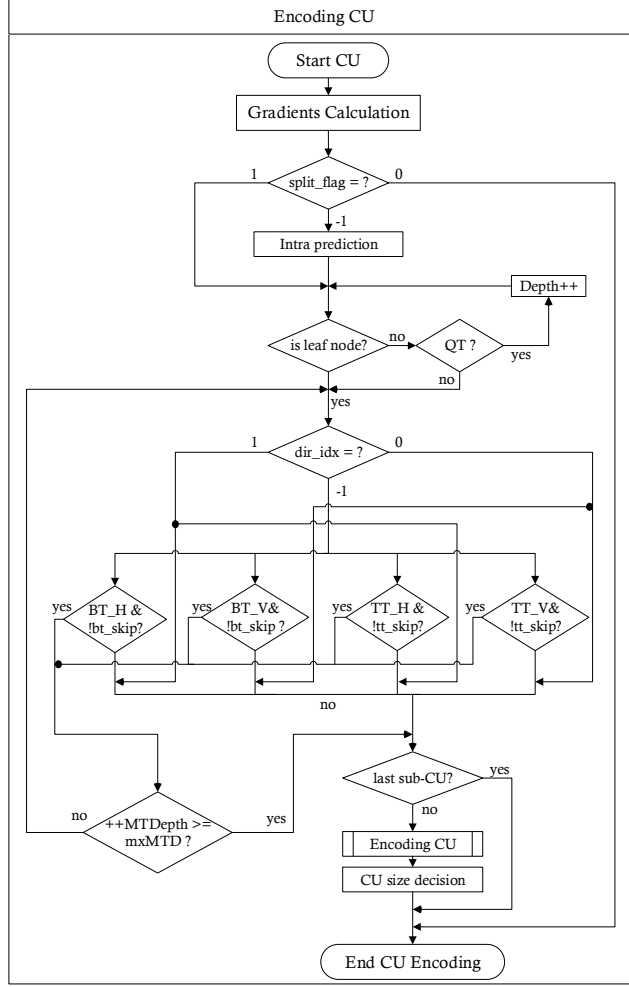 Encoding CU
Start CU
Gradients Calculation
1
split_flag = ?
0
-1
Intra prediction
Depth++
is leaf node?
no
QT ?
yes
no
yes
1
dir_idx = ?
0
-1
yes
BT_H &
!bt_skip?
yes
BT_V&
!bt_skip ?
yes
TT_H &
!tt_skip?
yes
TT_V&
!tt_skip?
no
last sub-CU?
yes
no
no
++MTDepth >=
mxMTD ?
yes
Encoding CU
CU size decision
End CU Encoding